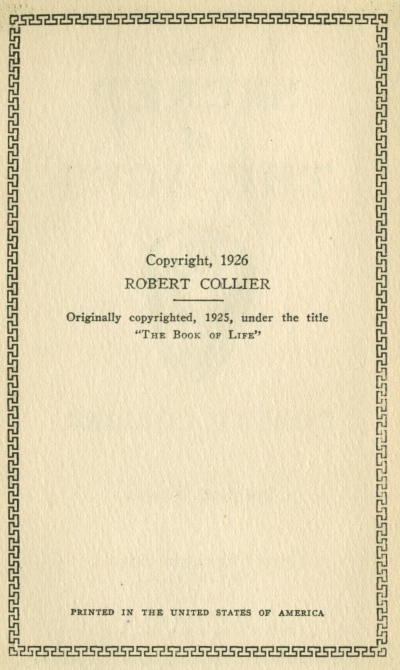 Copyright, 1926
ROBERT COLLIER
Originally copyrighted, 1925, under the title
"THE BOOK OF LIFE"
PRINTED IN THE UNITED STATES OF AMERICA